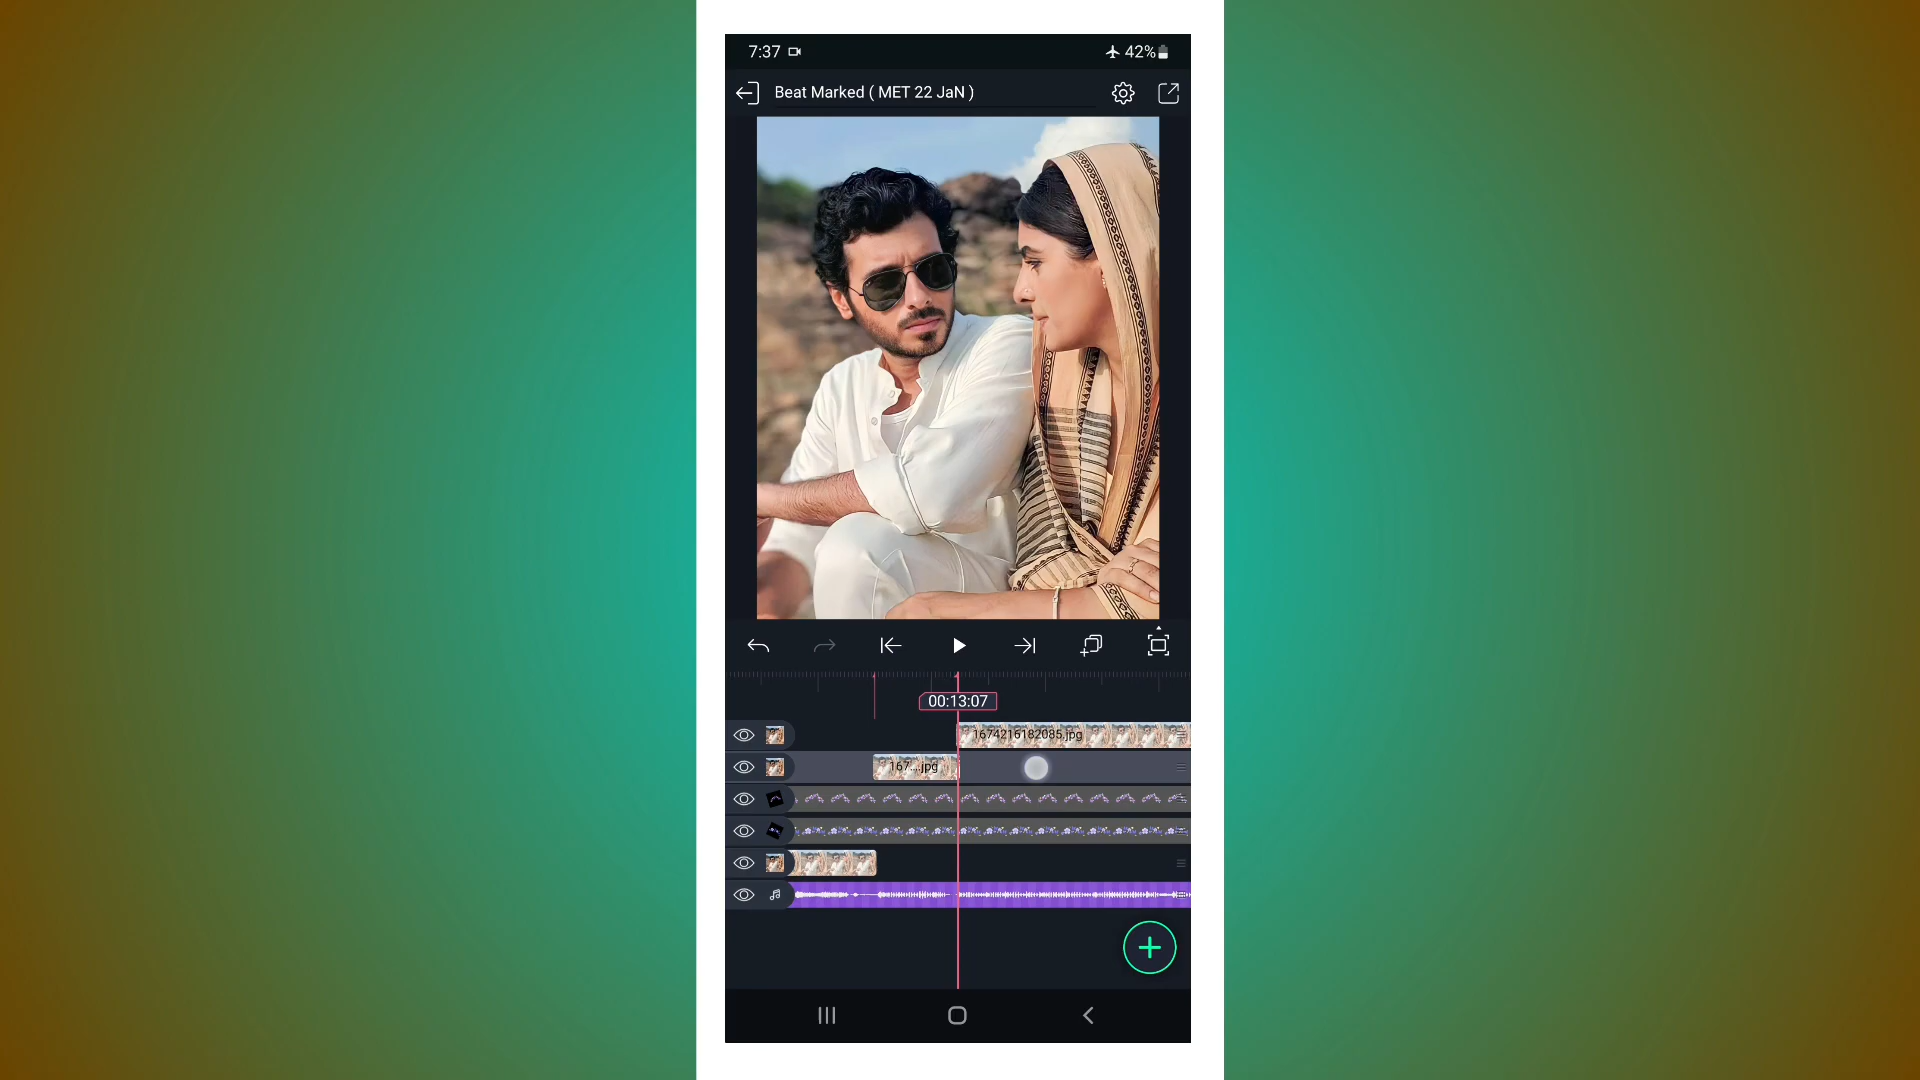 7:37
42%
Beat Marked ( MET 22 JaN )
00:13:07
1674216182085.jpg
167....jpg